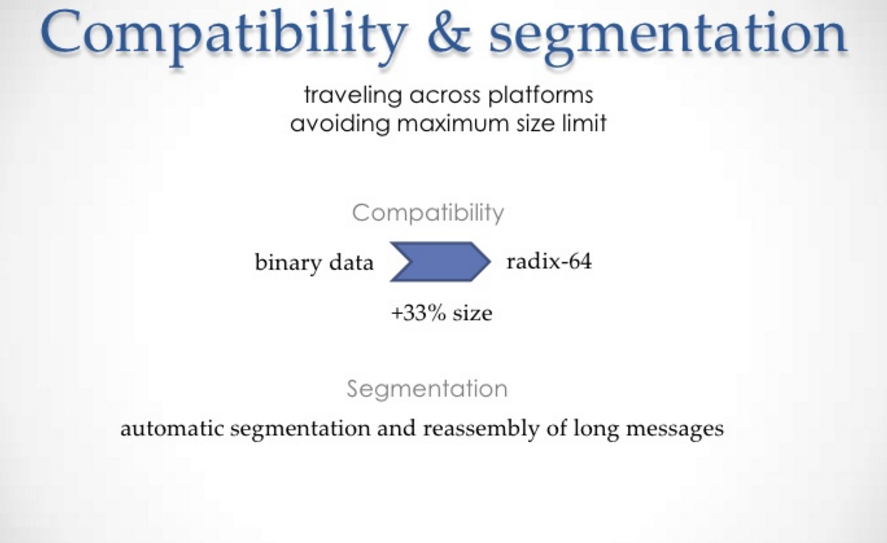 Compatibility & segmentation
traveling across platforms
avoiding maximum size limit
Compatibility
binary data radix-64
+33% size
Segmentation
automatic segmentation and reassembly of long messages